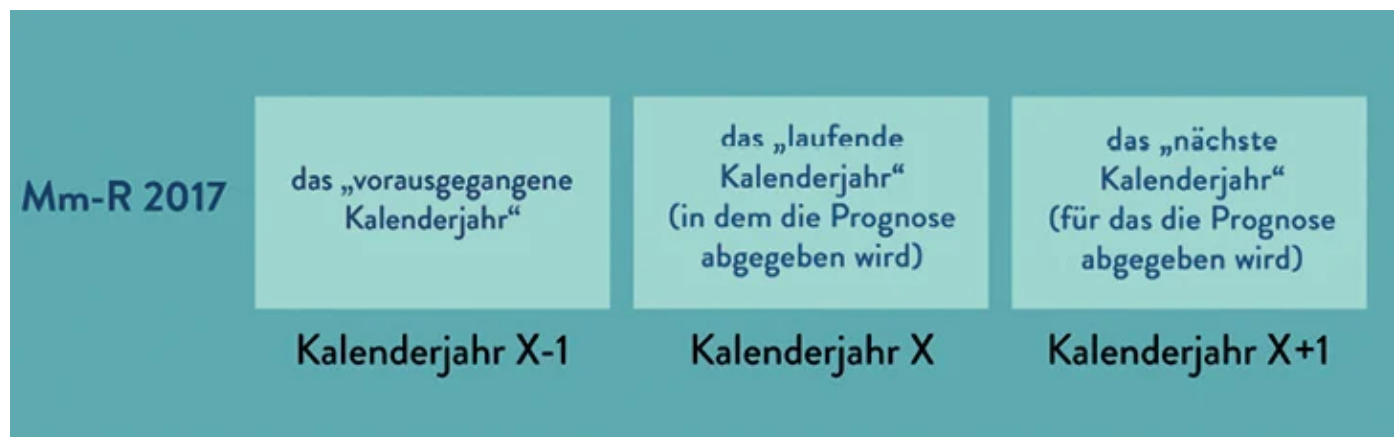 Mm-R 2017
das „vorausgegangene
Kalenderjahr“
das „laufende
Kalenderjahr“
(in dem die Prognose
abgegeben wird)
das „nächste
Kalenderjahr“
(für das die Prognose
abgegeben wird)
Kalenderjahr X-1
Kalenderjahr X
Kalenderjahr X+1